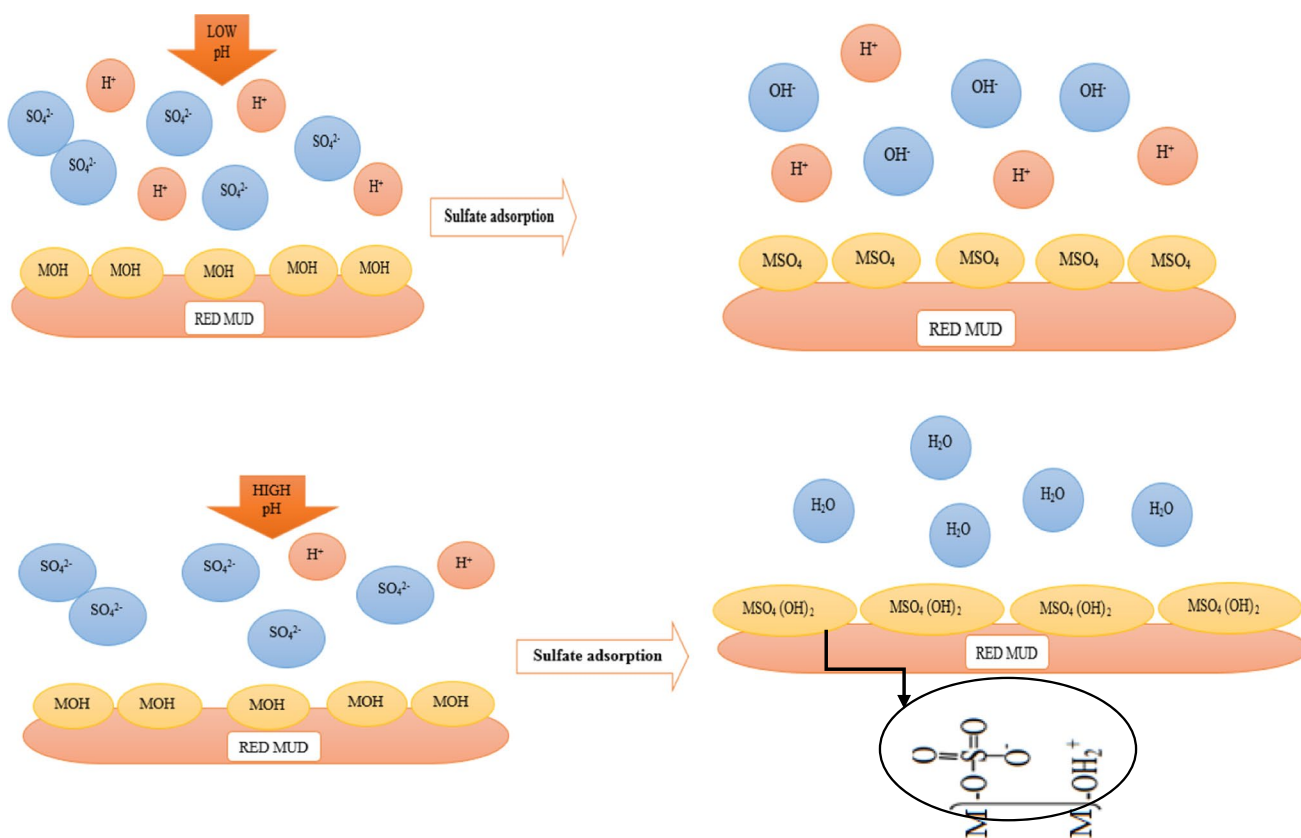 LOW
pH
H⁺
H⁺
SO₄²⁻
SO₄²⁻
SO₄²⁻
SO₄²⁻
H⁺
SO₄²⁻
H⁺
MOH
MOH
MOH
MOH
MOH
RED MUD
Sulfate adsorption
H⁺
OH⁻
OH⁻
OH⁻
OH⁻
H⁺
H⁺
H⁺
MSO₄
MSO₄
MSO₄
MSO₄
MSO₄
RED MUD
HIGH
pH
SO₄²⁻
SO₄²⁻
SO₄²⁻
SO₄²⁻
SO₄²⁻
H⁺
H⁺
MOH
MOH
MOH
MOH
MOH
RED MUD
Sulfate adsorption
H₂O
H₂O
H₂O
H₂O
H₂O
MSO₄ (OH)₂
MSO₄ (OH)₂
MSO₄ (OH)₂
MSO₄ (OH)₂
RED MUD
M-O-S=O
O
O⁻
M-OH₂⁺